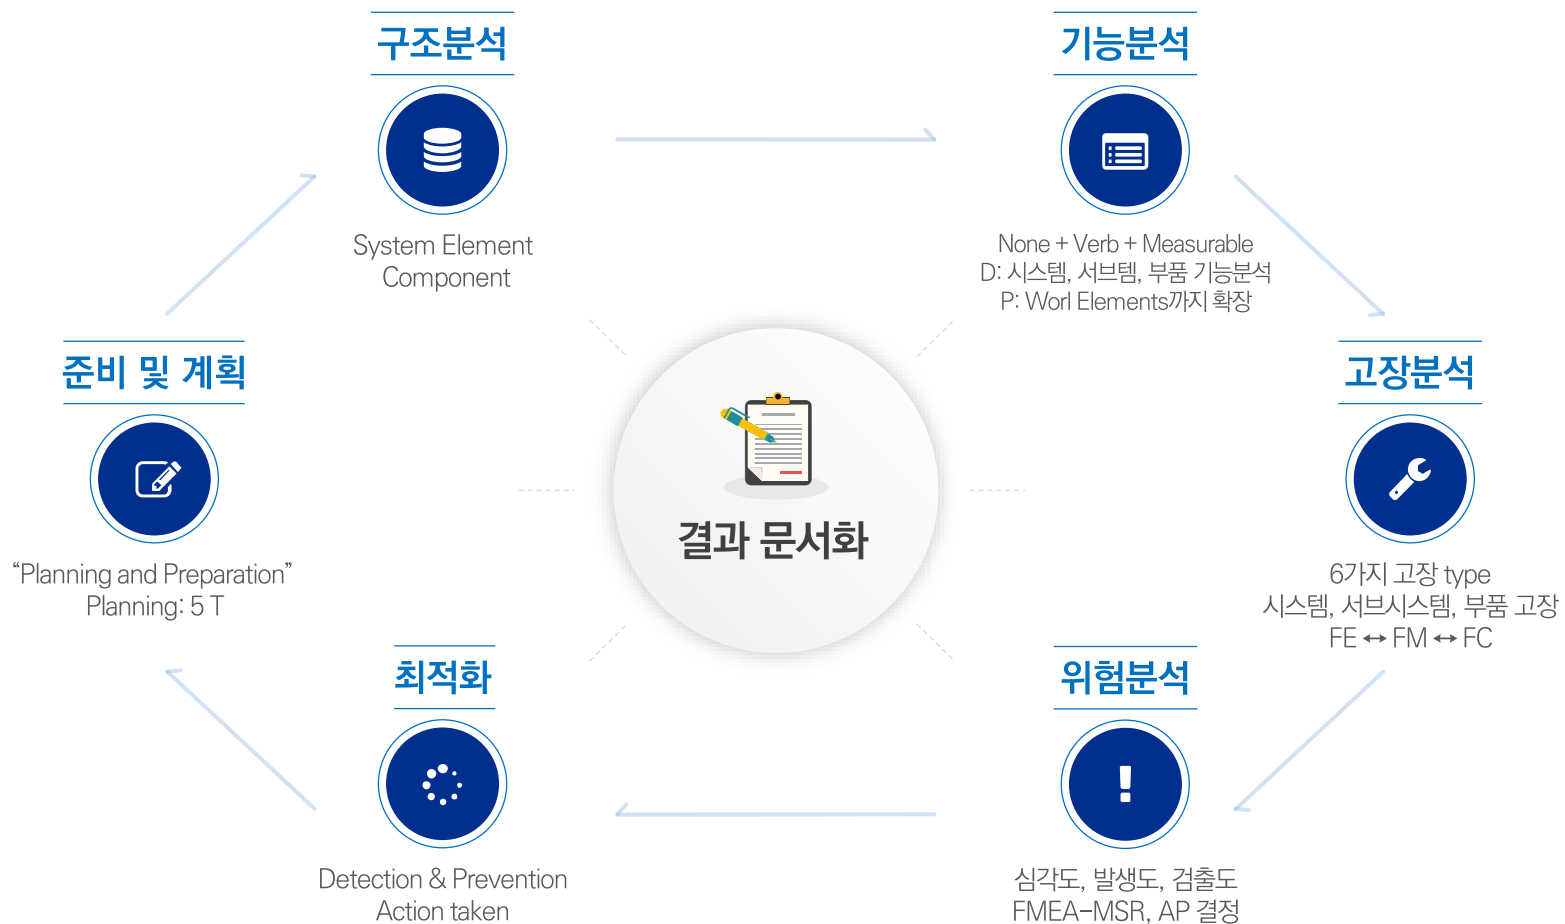 구조분석
System Element
Component
기능분석
None + Verb + Measurable
D: 시스템, 서브템, 부품 기능분석
P: Worl Elements까지 확장
준비 및 계획
“Planning and Preparation”
Planning: 5 T
고장분석
6가지 고장 type
시스템, 서브시스템, 부품 고장
FE ↔ FM ↔ FC
결과 문서화
최적화
Detection & Prevention
Action taken
위험분석
심각도, 발생도, 검출도
FMEA-MSR, AP 결정